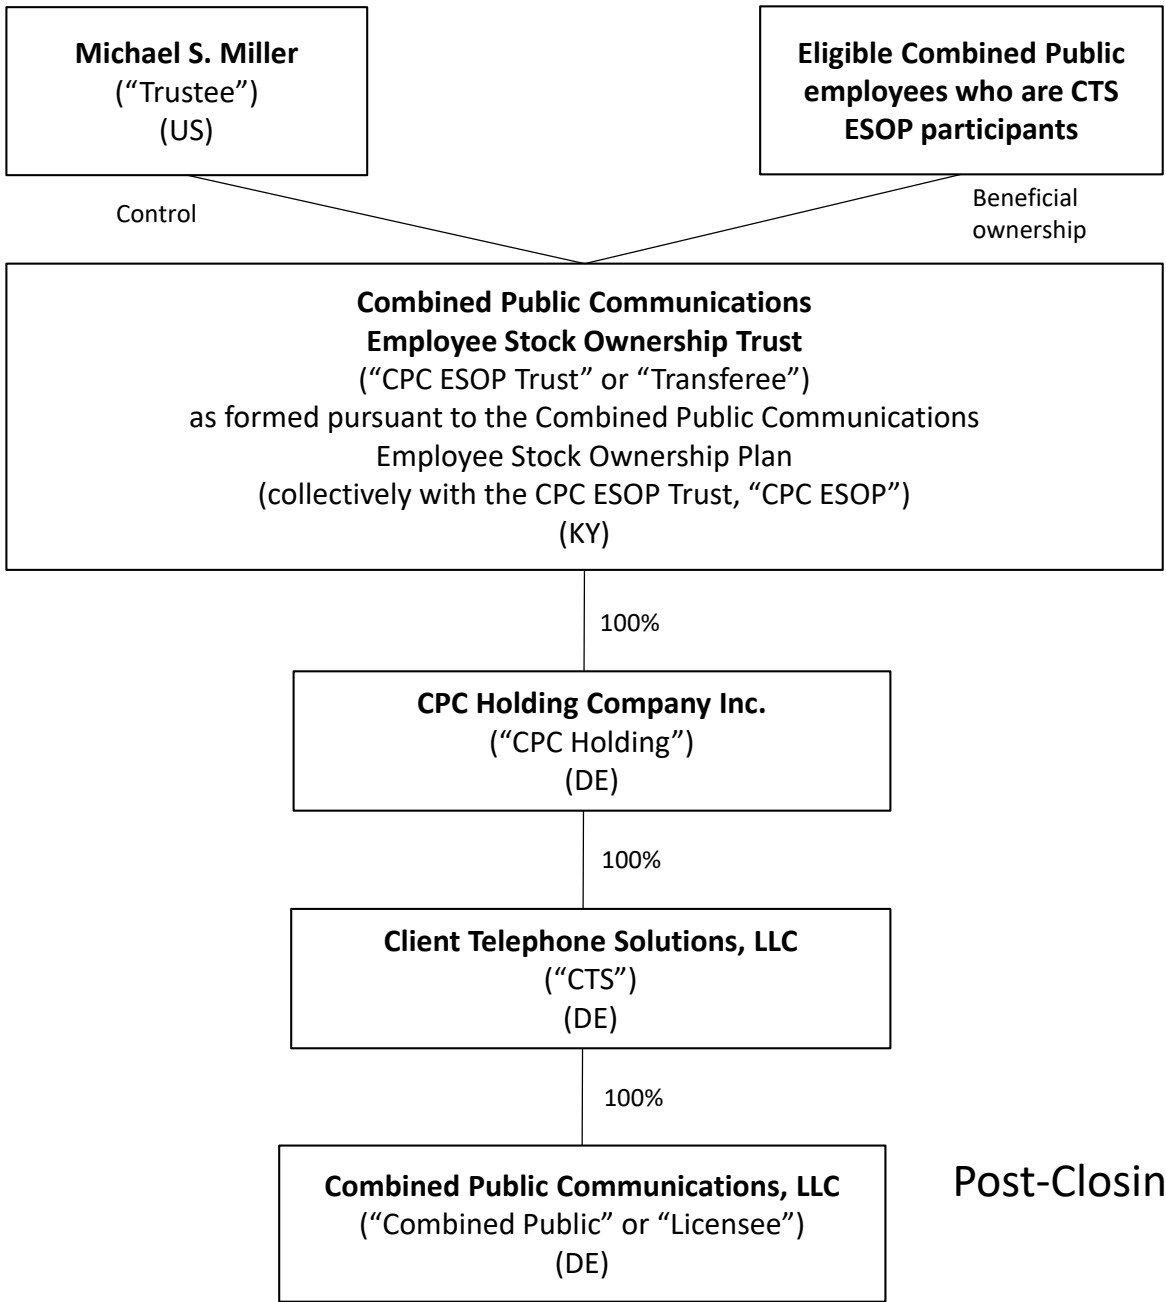 Michael S. Miller
(“Trustee”)
(US)
Eligible Combined Public
employees who are CTS
ESOP participants
Control
Beneficial
ownership
Combined Public Communications
Employee Stock Ownership Trust
(“CPC ESOP Trust” or “Transferee”)
as formed pursuant to the Combined Public Communications
Employee Stock Ownership Plan
(collectively with the CPC ESOP Trust, “CPC ESOP”)
(KY)
100%
CPC Holding Company Inc.
(“CPC Holding”)
(DE)
100%
Client Telephone Solutions, LLC
(“CTS”)
(DE)
100%
Combined Public Communications, LLC
(“Combined Public” or “Licensee”)
(DE)
Post-Closin